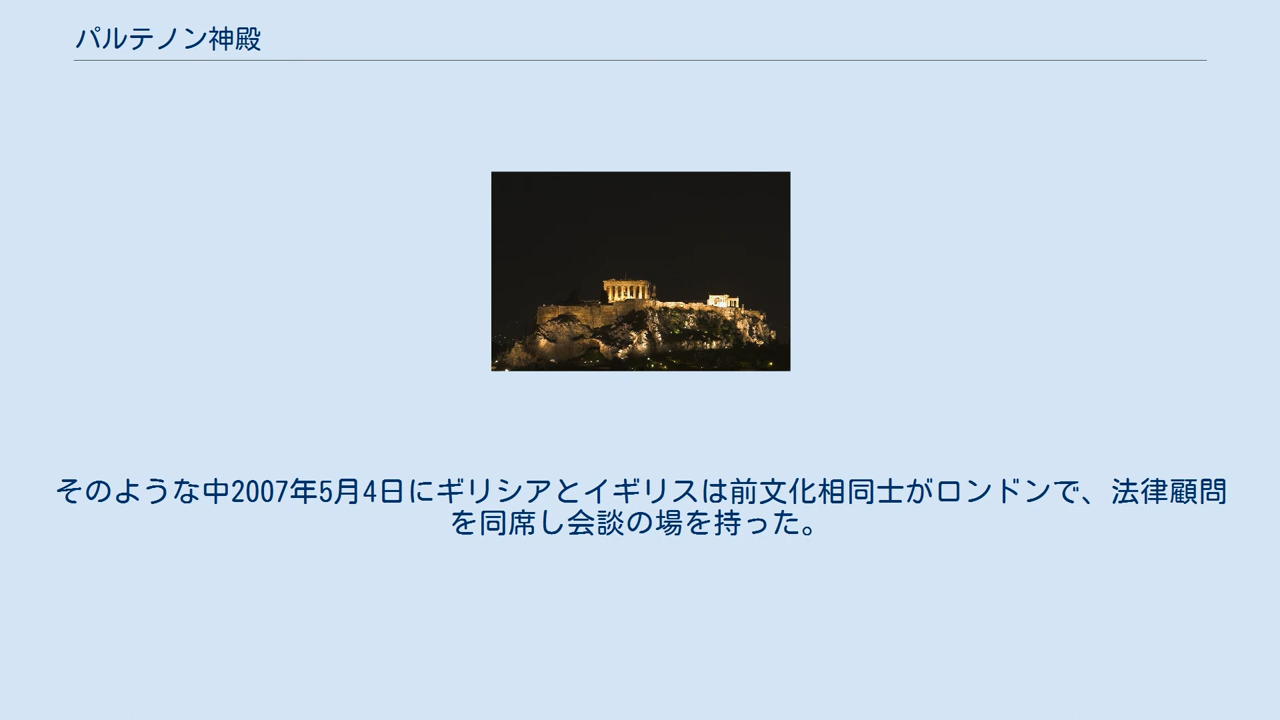 パルテノン神殿
そのような中2007年5月4日にギリシアとイギリスは前文化相同士がロンドンで、法律顧問
を同席し会談の場を持った。